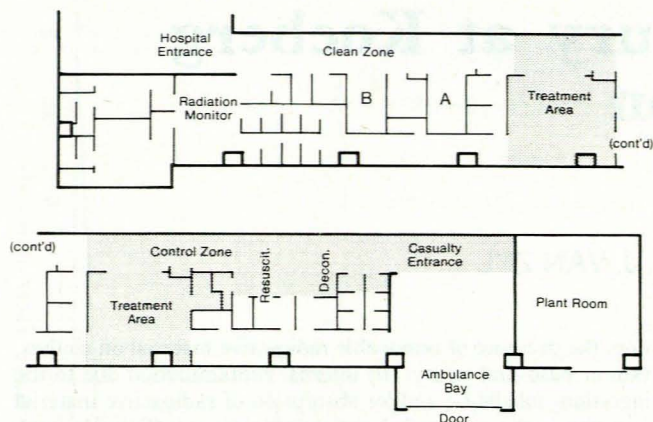 Hospital
Entrance
Clean Zone
Radiation
Monitor
B
A
Treatment
Area
(cont'd)
(cont'd)
Control Zone
Resuscit.
Decon.
Casualty
Entrance
Treatment
Area
Plant Room
Ambulance
Bay
Door